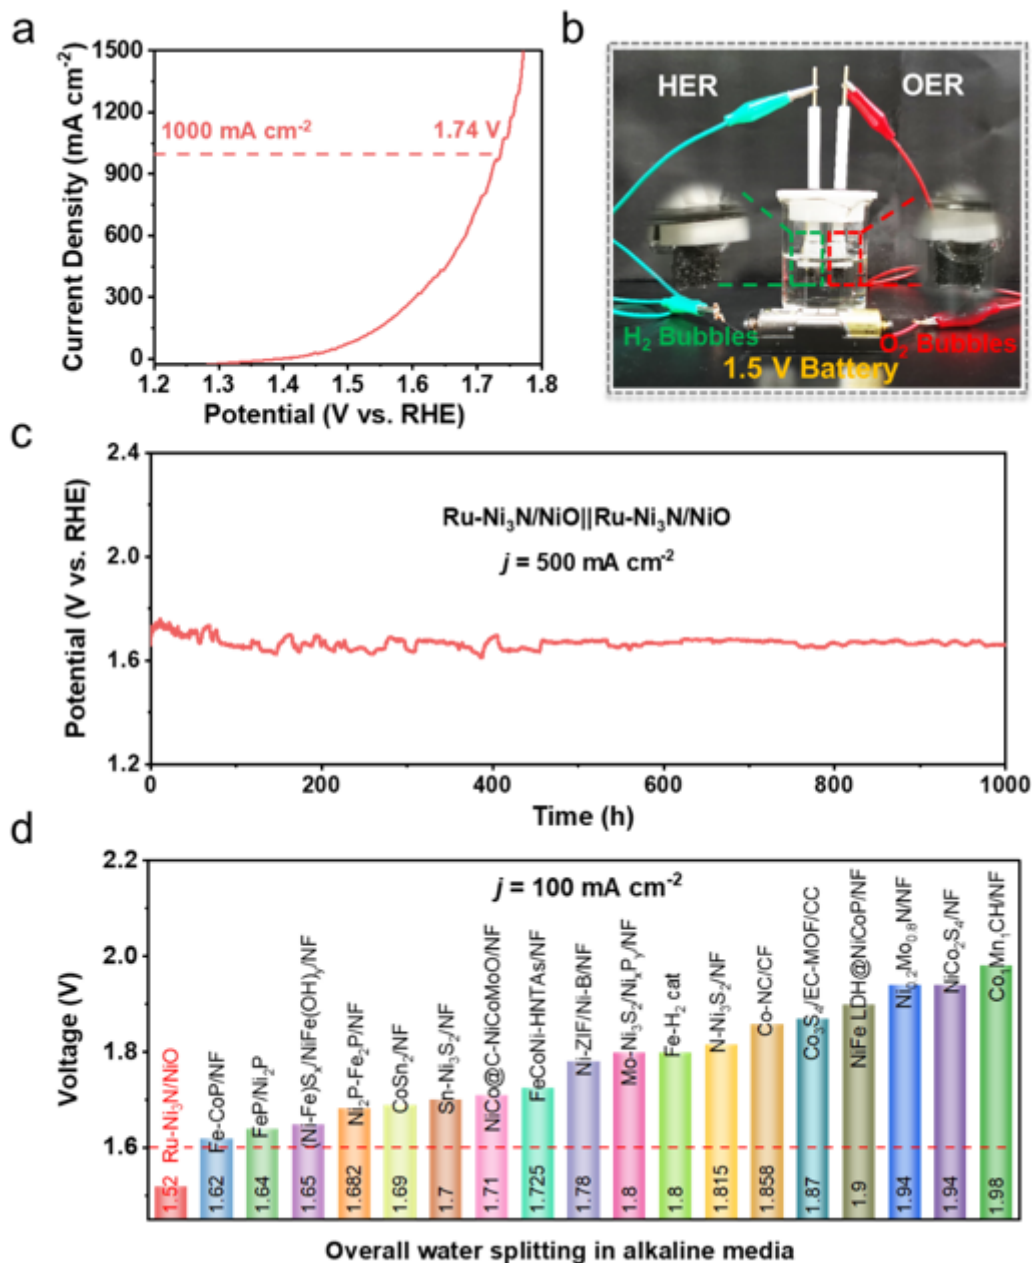 a
1500
1200
900
600
300
0
Current Density (mA cm⁻²)
1000 mA cm⁻²
1.74 V
1.2 1.3 1.4 1.5 1.6 1.7 1.8
Potential (V vs. RHE)
b
HER
OER
H₂ Bubbles
O₂ Bubbles
1.5 V Battery
c
2.4
2.0
1.6
1.2
Potential (V vs. RHE)
Ru-Ni₃N/NiO||Ru-Ni₃N/NiO
j = 500 mA cm⁻²
0 200 400 600 800 1000
Time (h)
d
2.2
2.0
1.8
1.6
Voltage (V)
j = 100 mA cm⁻²
1.52 Ru-Ni₃N/NiO
1.62 Fe-CoP/NF
1.64 FeP/Ni₂P
1.65 (Ni-Fe)Sₓ/NiFe(OH)ᵧ/NF
1.682 Ni₂P-Fe₂P/NF
1.69 CoSn₂/NF
1.7 Sn-Ni₃S₂/NF
1.71 NiCo@C-NiCoMoO/NF
1.725 FeCoNi-HNTAs/NF
1.78 Ni-ZIF/Ni-B/NF
1.8 Mo-Ni₃S₂/NiₓPᵧ/NF
1.8 Fe-H₂ cat
1.815 N-Ni₃S₂/NF
1.858 Co-NC/CF
1.87 Co₃S₄/EC-MOF/CC
1.9 NiFe LDH@NiCoP/NF
1.94 Ni₀.₂Mo₀.₈N/NF
1.94 NiCo₂S₄/NF
1.98 Co₁Mn₁CH/NF
Overall water splitting in alkaline media